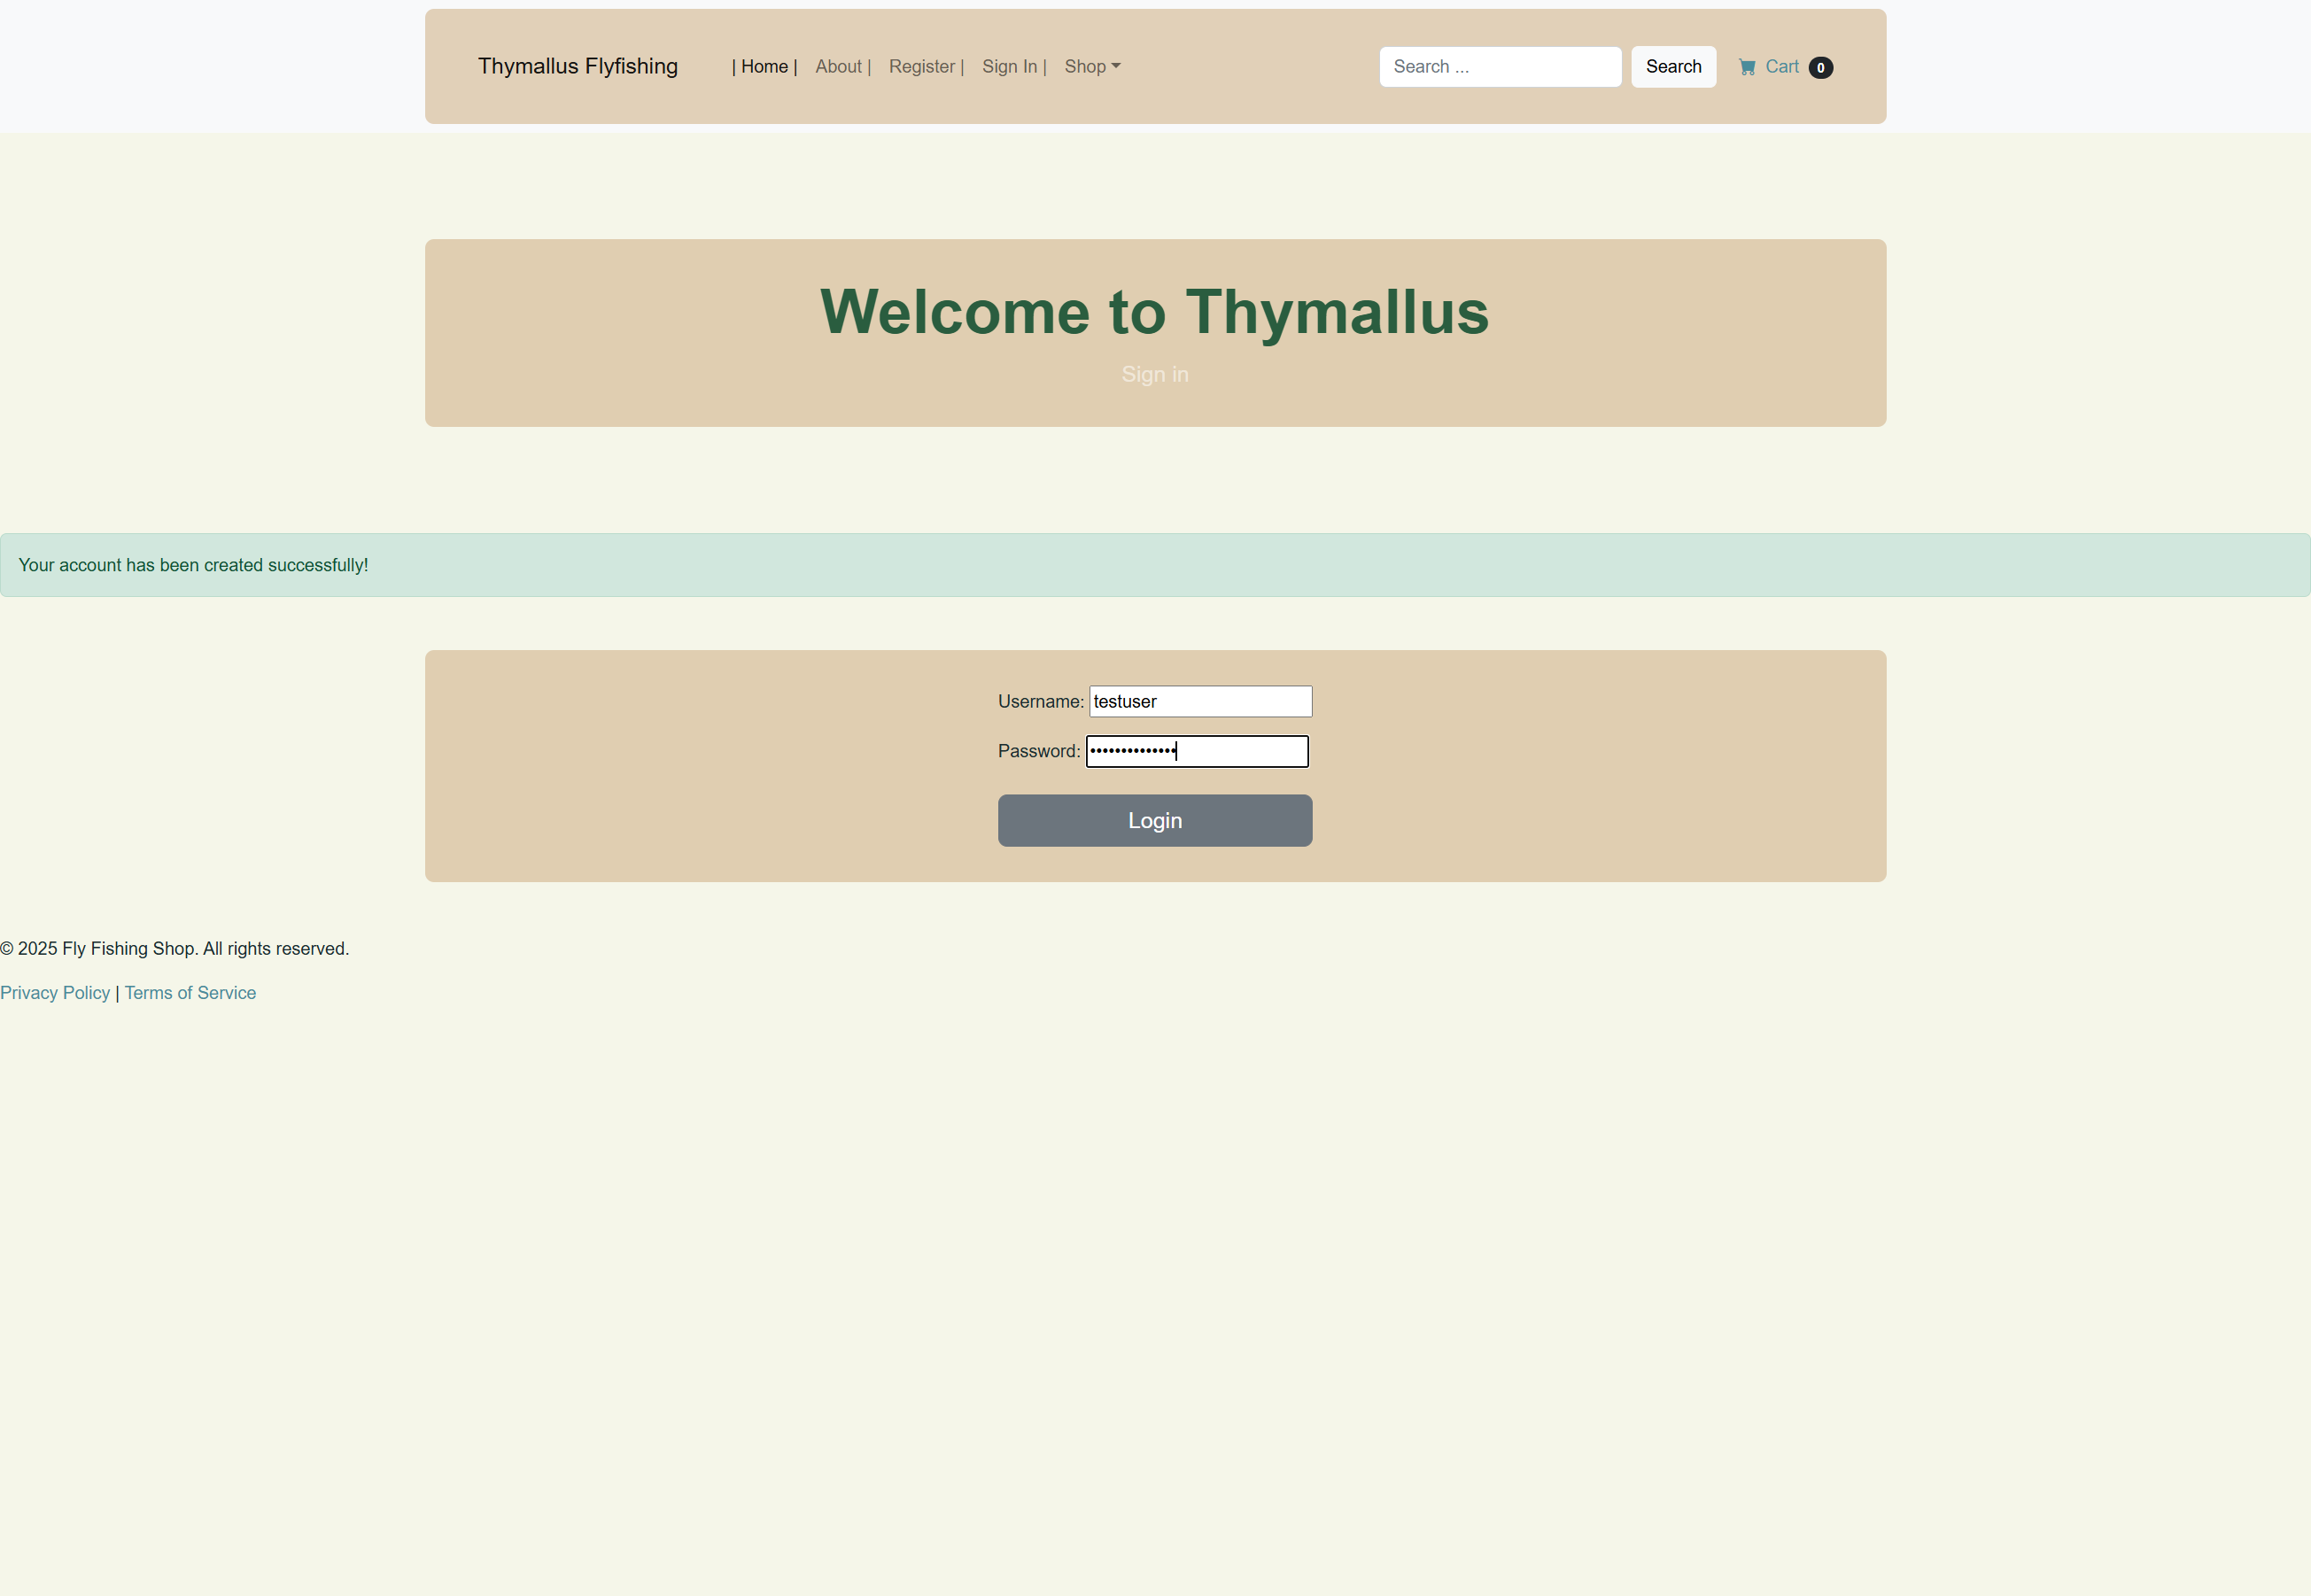 Thymallus Flyfishing | Home | About | Register | Sign In | Shop Search ... Search Cart 0
Welcome to Thymallus
Sign in
Your account has been created successfully!
Username: testuser
Password: ••••••••••••••
Login
© 2025 Fly Fishing Shop. All rights reserved.
Privacy Policy | Terms of Service